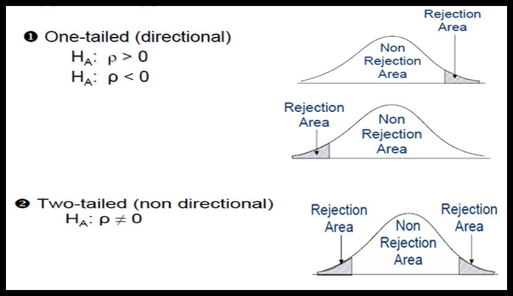 ❶ One-tailed (directional)
HA: ρ > 0
HA: ρ < 0
Rejection
Area
Non
Rejection
Area
Rejection
Area
Non
Rejection
Area
❷ Two-tailed (non directional)
HA: ρ ≠ 0
Rejection
Area
Non
Rejection
Area
Rejection
Area